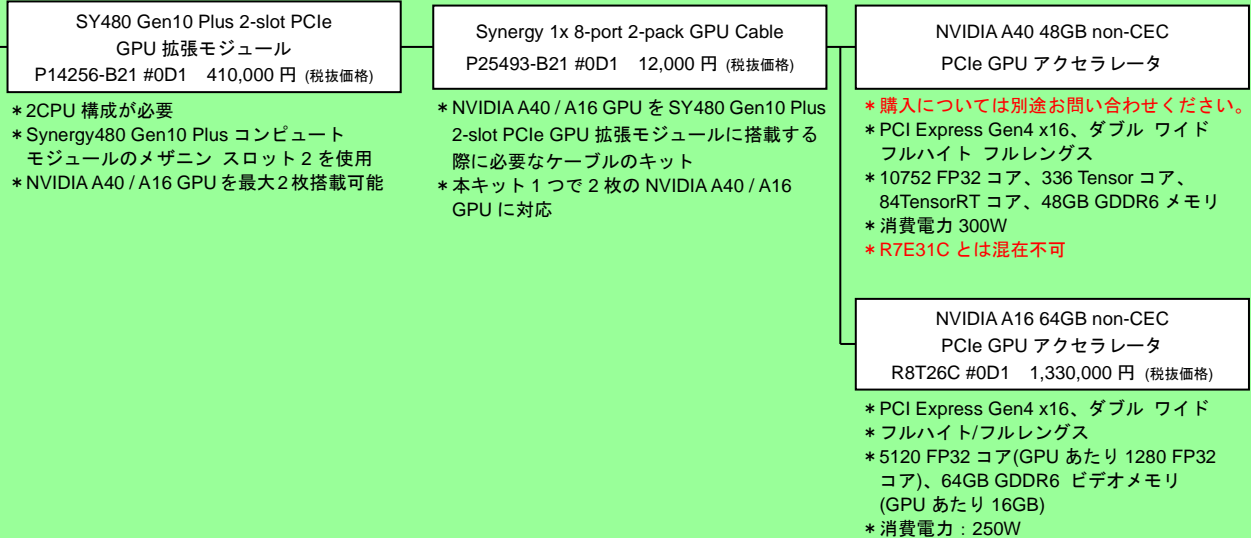 SY480 Gen10 Plus 2-slot PCIe
GPU 拡張モジュール
P14256-B21 #0D1 410,000 円 (税抜価格)
*2CPU 構成が必要
*Synergy480 Gen10 Plus コンピュート
モジュールのメザニン スロット 2 を使用
*NVIDIA A40 / A16 GPU を最大2枚搭載可能
Synergy 1x 8-port 2-pack GPU Cable
P25493-B21 #0D1 12,000 円 (税抜価格)
*NVIDIA A40 / A16 GPU を SY480 Gen10 Plus
2-slot PCIe GPU 拡張モジュールに搭載する
際に必要なケーブルのキット
*本キット 1 つで 2 枚の NVIDIA A40 / A16
GPU に対応
NVIDIA A40 48GB non-CEC
PCIe GPU アクセラレータ
*購入については別途お問い合わせください。
*PCI Express Gen4 x16、ダブル ワイド
フルハイト フルレングス
*10752 FP32 コア、336 Tensor コア、
84TensorRT コア、48GB GDDR6 メモリ
*消費電力 300W
*R7E31C とは混在不可
NVIDIA A16 64GB non-CEC
PCIe GPU アクセラレータ
R8T26C #0D1 1,330,000 円 (税抜価格)
*PCI Express Gen4 x16、ダブル ワイド
*フルハイト/フルレングス
*5120 FP32 コア(GPU あたり 1280 FP32
コア)、64GB GDDR6 ビデオメモリ
(GPU あたり 16GB)
*消費電力：250W